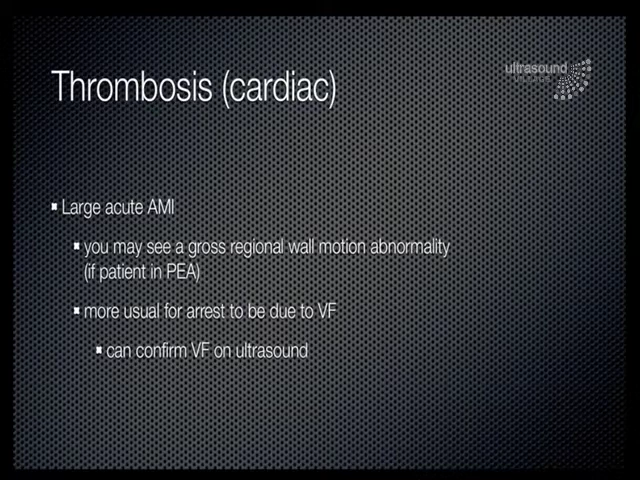 Thrombosis (cardiac)
ultrasound
Large acute AMI
you may see a gross regional wall motion abnormality
(if patient in PEA)
more usual for arrest to be due to VF
can confirm VF on ultrasound